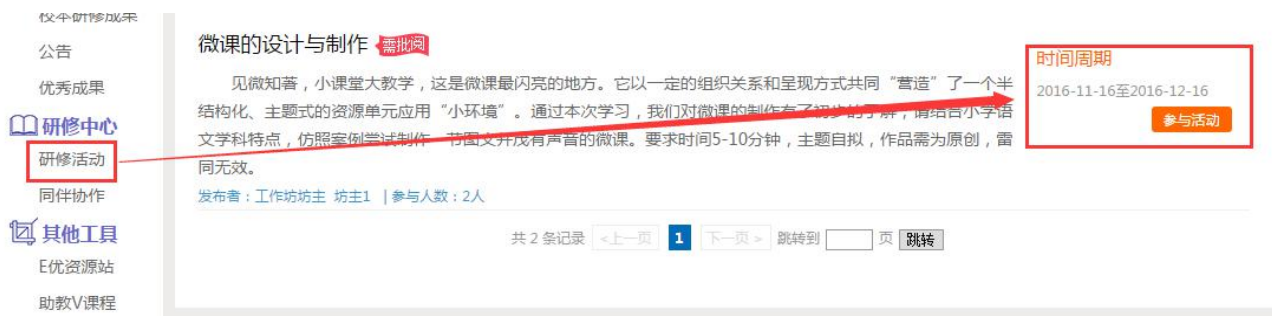 校本研修成果
公告
优秀成果
研修中心
研修活动
同伴协作
其他工具
E优资源站
助教V课程
微课的设计与制作 需批阅
见微知著，小课堂大教学，这是微课最闪亮的地方。它以一定的组织关系和呈现方式共同“营造”了一个半
结构化、主题式的资源单元应用“小环境”。通过本次学习，我们对微课的制作有了初步的了解，请结合小学语
文学科特点，仿照案例尝试制作一节图文并茂有声音的微课。要求时间5-10分钟，主题自拟，作品需为原创，雷
同无效。
发布者：工作坊坊主 坊主1 | 参与人数：2人
时间周期
2016-11-16至2016-12-16
参与活动
共 2 条记录 <上一页 1 下一页 > 跳转到 页 跳转